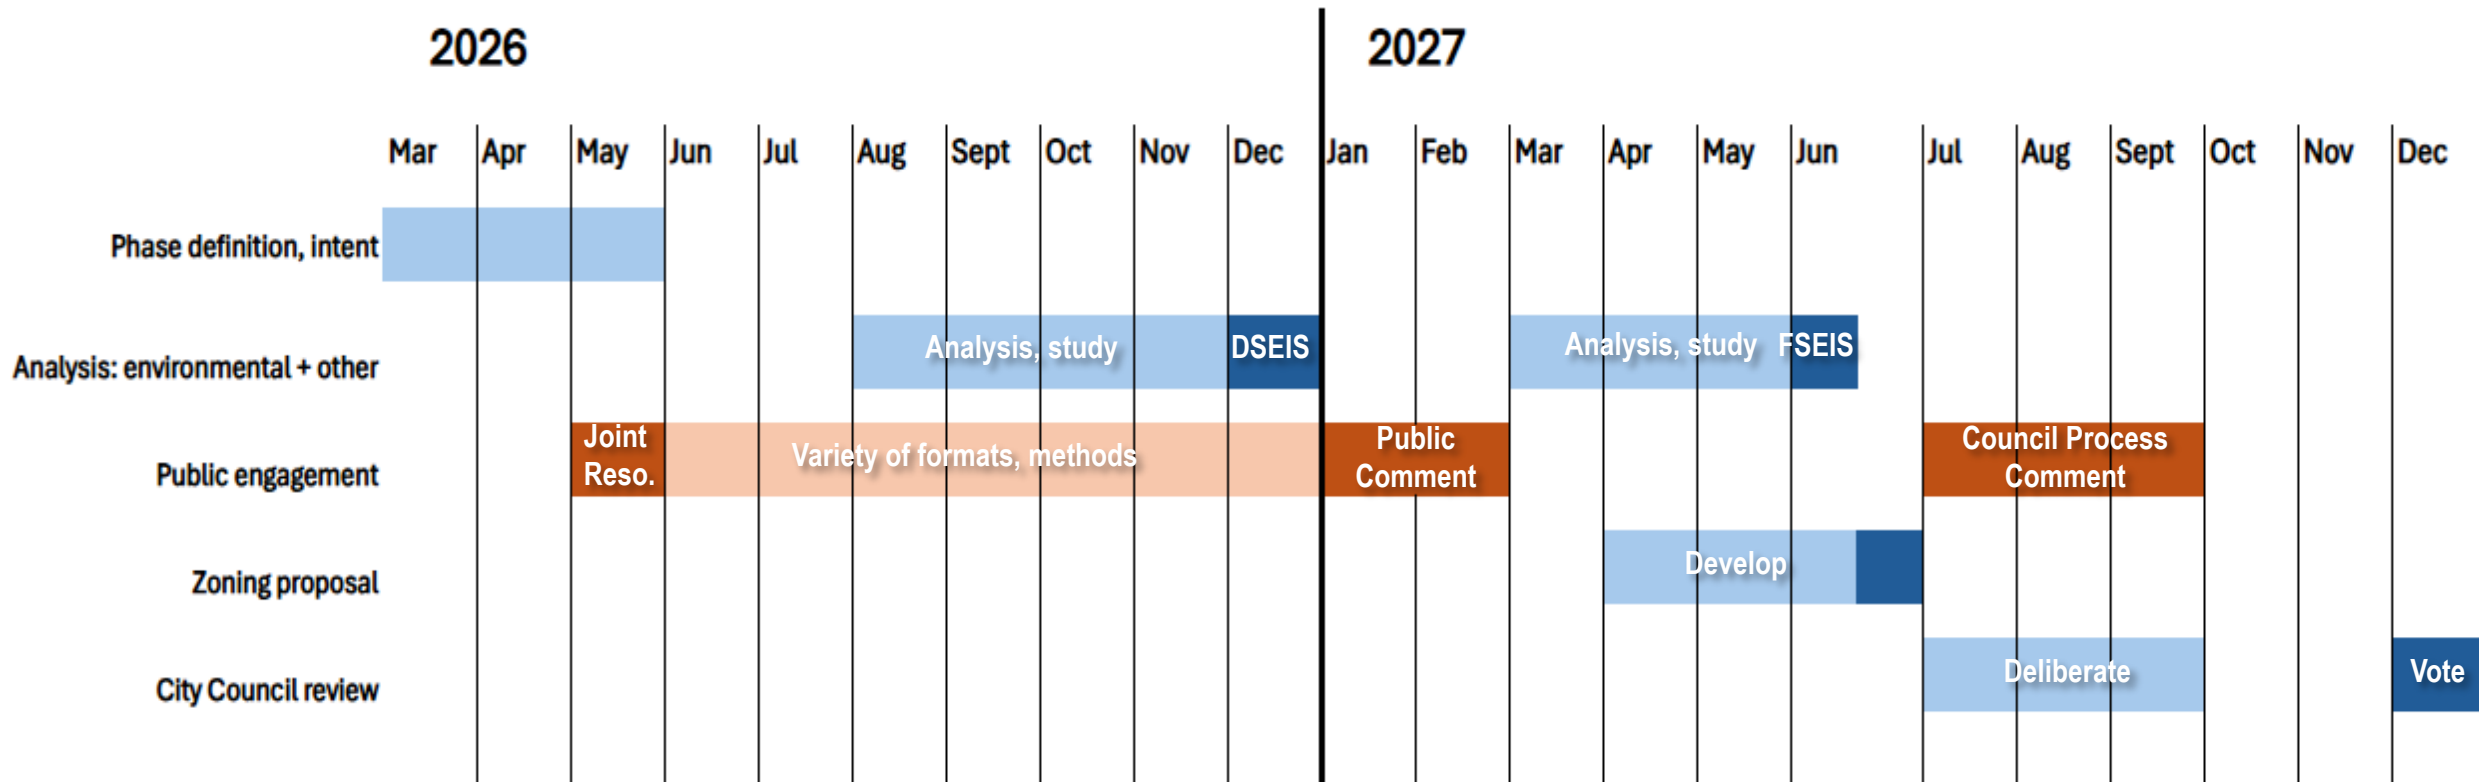 2026 2027
Mar Apr May Jun Jul Aug Sept Oct Nov Dec Jan Feb Mar Apr May Jun Jul Aug Sept Oct Nov Dec
Phase definition, intent
Analysis: environmental + other
Analysis, study DSEIS Analysis, study FSEIS
Public engagement
Joint
Reso.
Variety of formats, methods
Public
Comment
Council Process
Comment
Zoning proposal
Develop
City Council review
Deliberate Vote